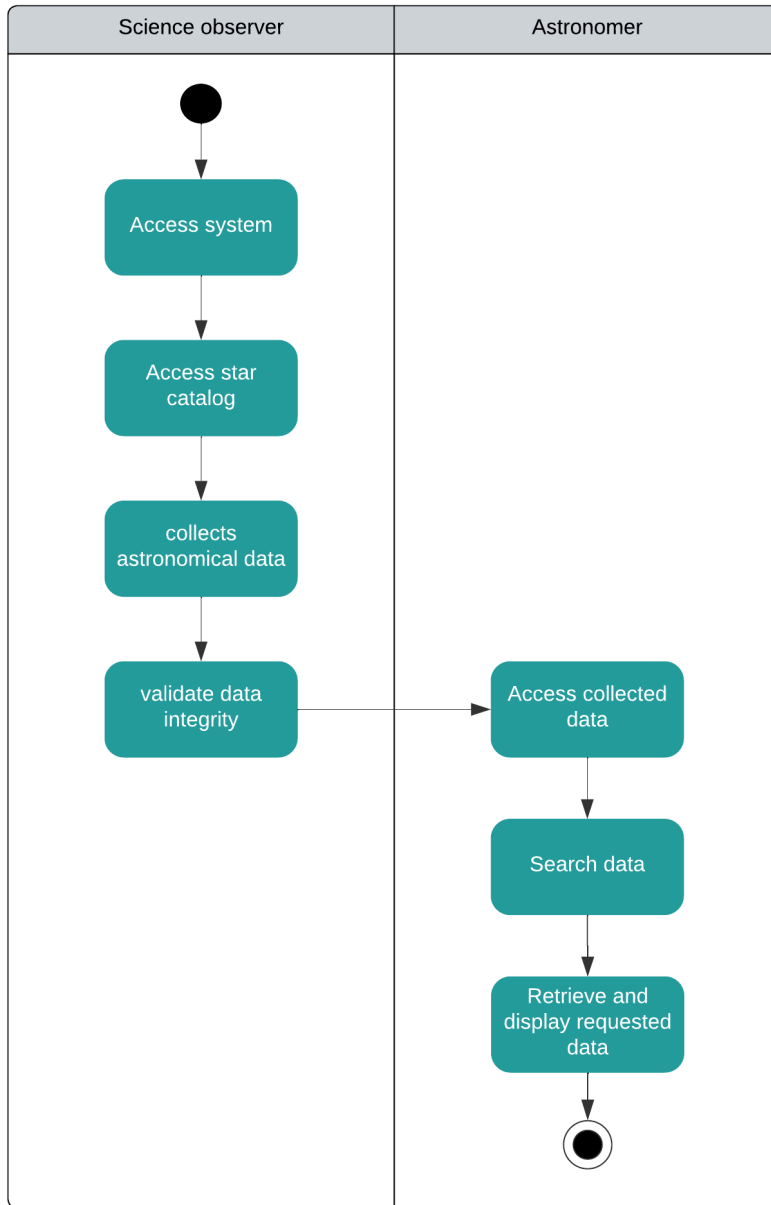 Science observer
Astronomer
Access system
Access star
catalog
collects
astronomical data
validate data
integrity
Access collected
data
Search data
Retrieve and
display requested
data